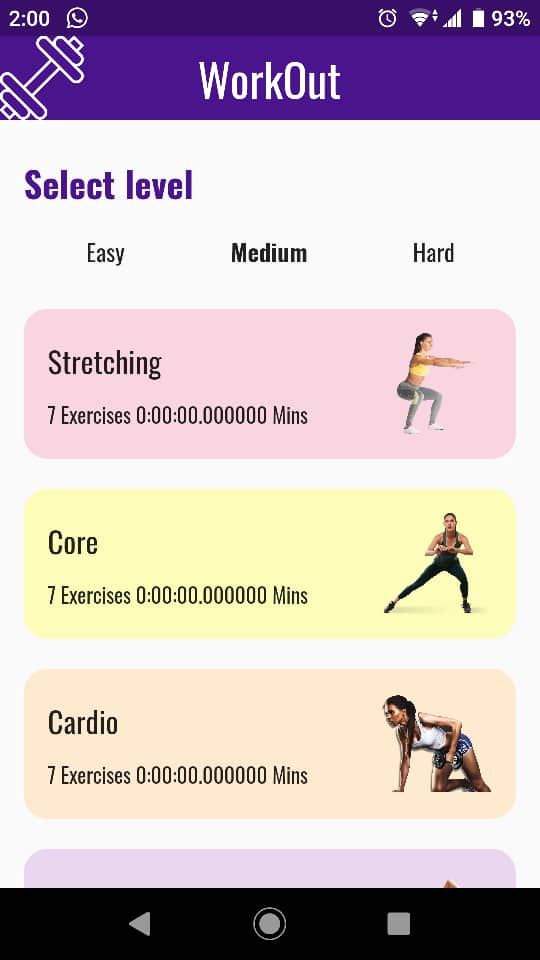 2:00 93%
WorkOut
Select level
Easy Medium Hard
Stretching
7 Exercises 0:00:00.000000 Mins
Core
7 Exercises 0:00:00.000000 Mins
Cardio
7 Exercises 0:00:00.000000 Mins